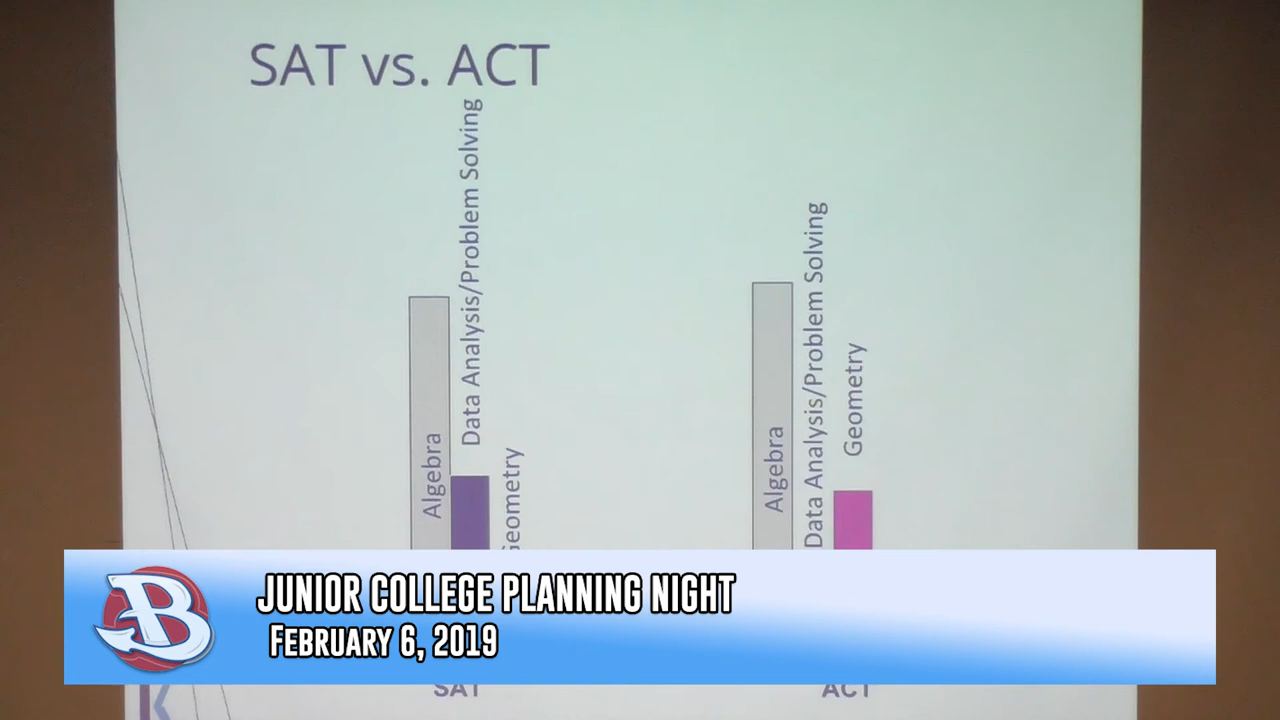 SAT vs. ACT
Algebra
Data Analysis/Problem Solving
Geometry
Algebra
Data Analysis/Problem Solving
Geometry
B
JUNIOR COLLEGE PLANNING NIGHT
FEBRUARY 6, 2019
SAT
ACT